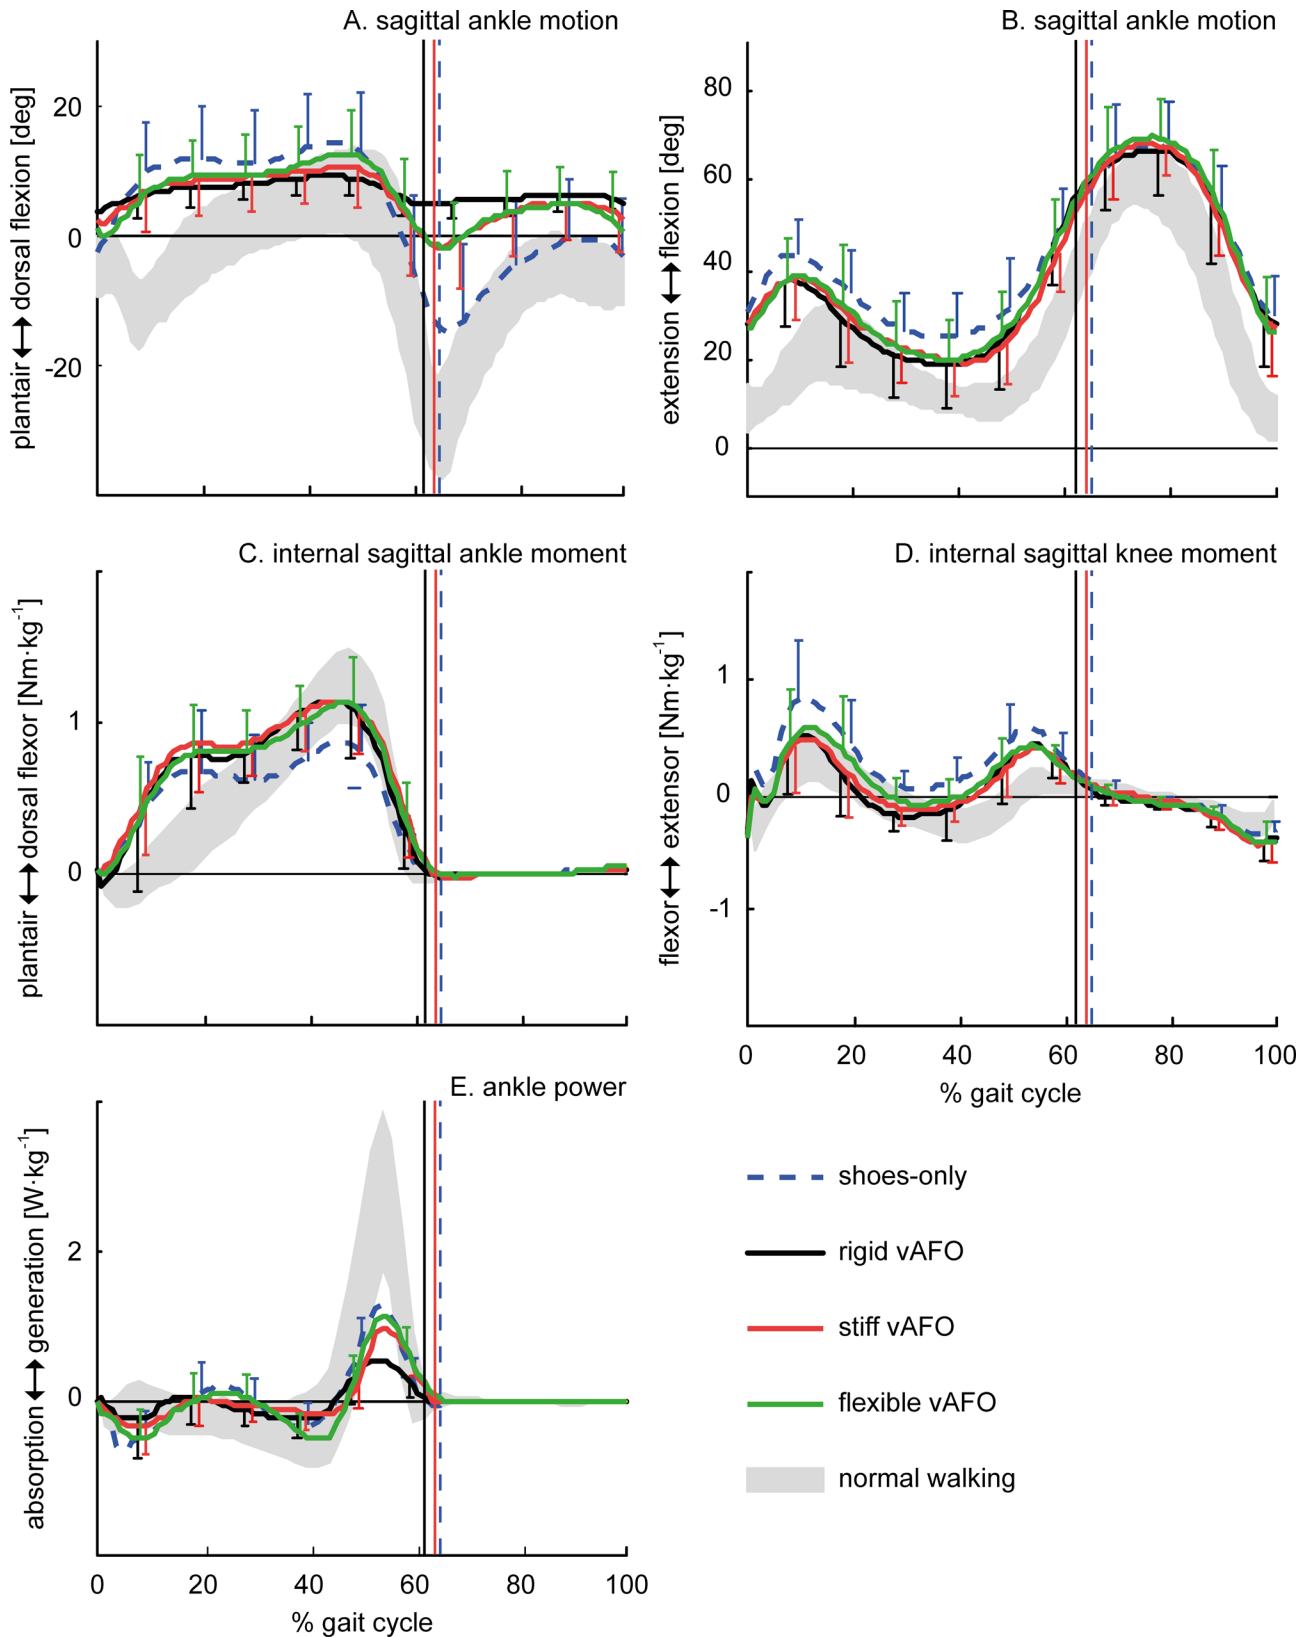 A. sagittal ankle motion
plantair ↔ dorsal flexion [deg]
20
0
-20
B. sagittal ankle motion
extension ↔ flexion [deg]
80
60
40
20
0
C. internal sagittal ankle moment
plantair ↔ dorsal flexor [Nm·kg⁻¹]
1
0
D. internal sagittal knee moment
flexor ↔ extensor [Nm·kg⁻¹]
1
0
-1
0 20 40 60 80 100
% gait cycle
E. ankle power
absorption ↔ generation [W·kg⁻¹]
2
0
0 20 40 60 80 100
% gait cycle
shoes-only
rigid vAFO
stiff vAFO
flexible vAFO
normal walking